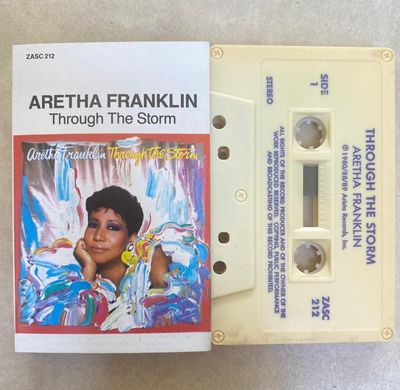 ZASC 212
ARETHA FRANKLIN
Through The Storm
Aretha Franklin Through The Storm
SIDE
1
STEREO
ALL RIGHTS OF THE RECORD PRODUCER AND OF THE OWNER OF THE
WORK REPRODUCED RESERVED. COPYING, PUBLIC PERFORMANCE
AND BROADCASTING OF THIS RECORD PROHIBITED.
THROUGH THE STORM
ARETHA FRANKLIN
℗ 1980/88/89 Arista Records, Inc.
ZASC
212